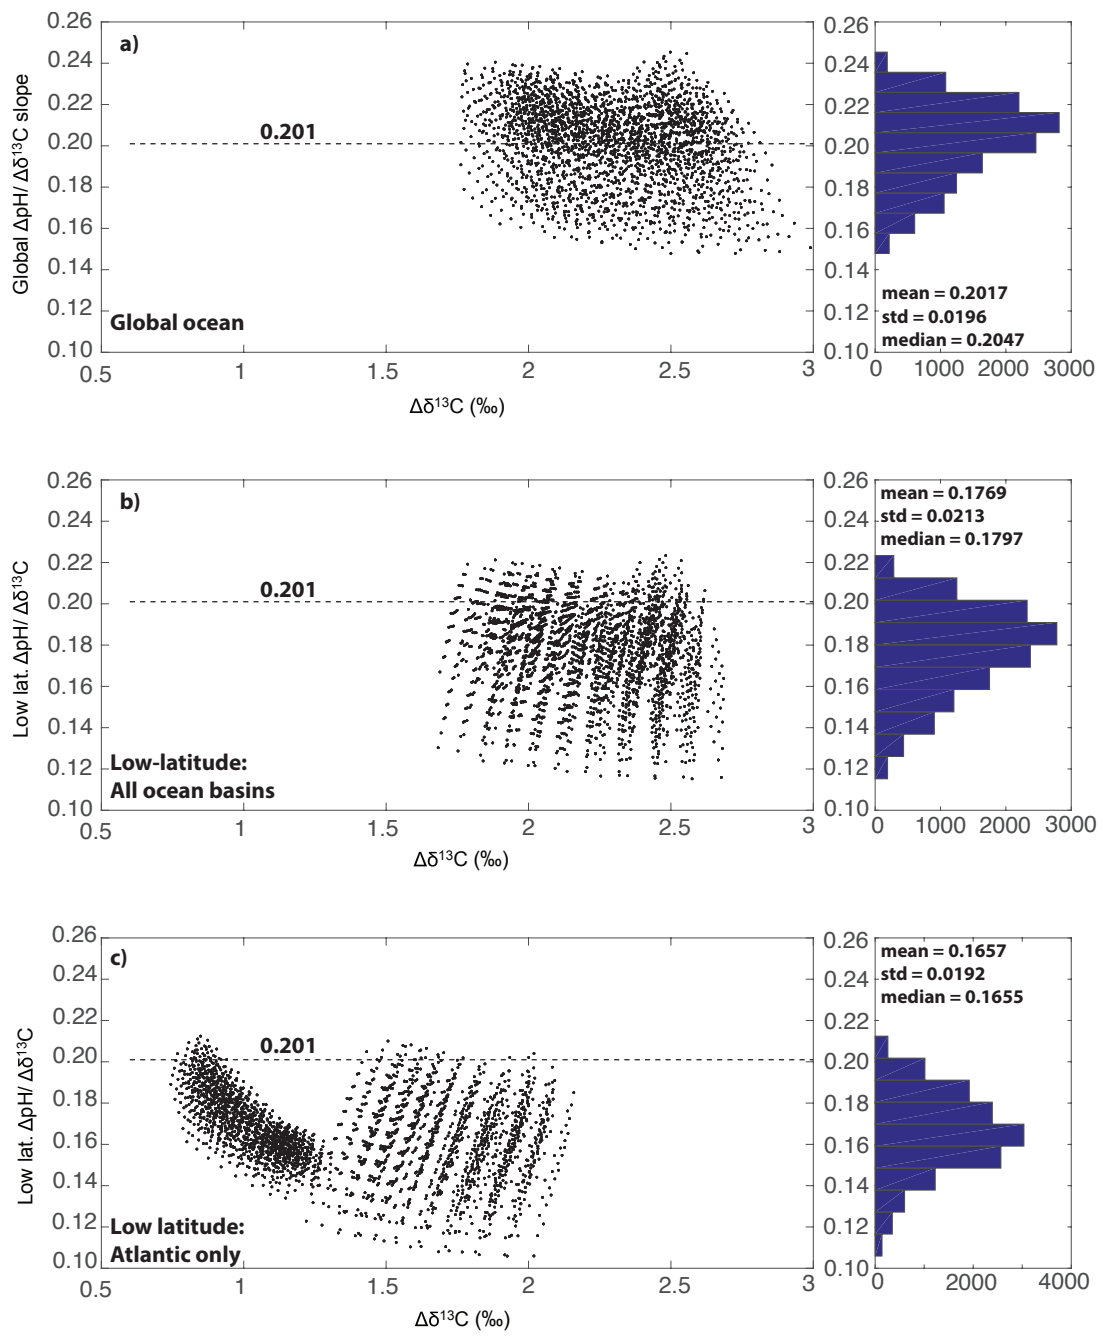 a)
Global ΔpH/ Δδ¹³C slope
0.26
0.24
0.22
0.20
0.18
0.16
0.14
0.12
0.10
0.201
Global ocean
0.5 1 1.5 2 2.5 3
Δδ¹³C (‰)
0.26
0.24
0.22
0.20
0.18
0.16
0.14
0.12
0.10
mean = 0.2017
std = 0.0196
median = 0.2047
0 1000 2000 3000
b)
Low lat. ΔpH/ Δδ¹³C
0.26
0.24
0.22
0.20
0.18
0.16
0.14
0.12
0.10
0.201
Low-latitude:
All ocean basins
0.5 1 1.5 2 2.5 3
Δδ¹³C (‰)
0.26
0.24
0.22
0.20
0.18
0.16
0.14
0.12
0.10
mean = 0.1769
std = 0.0213
median = 0.1797
0 1000 2000 3000
c)
Low lat. ΔpH/ Δδ¹³C
0.26
0.24
0.22
0.20
0.18
0.16
0.14
0.12
0.10
0.201
Low latitude:
Atlantic only
0.5 1 1.5 2 2.5 3
Δδ¹³C (‰)
0.26
0.24
0.22
0.20
0.18
0.16
0.14
0.12
0.10
mean = 0.1657
std = 0.0192
median = 0.1655
0 2000 4000